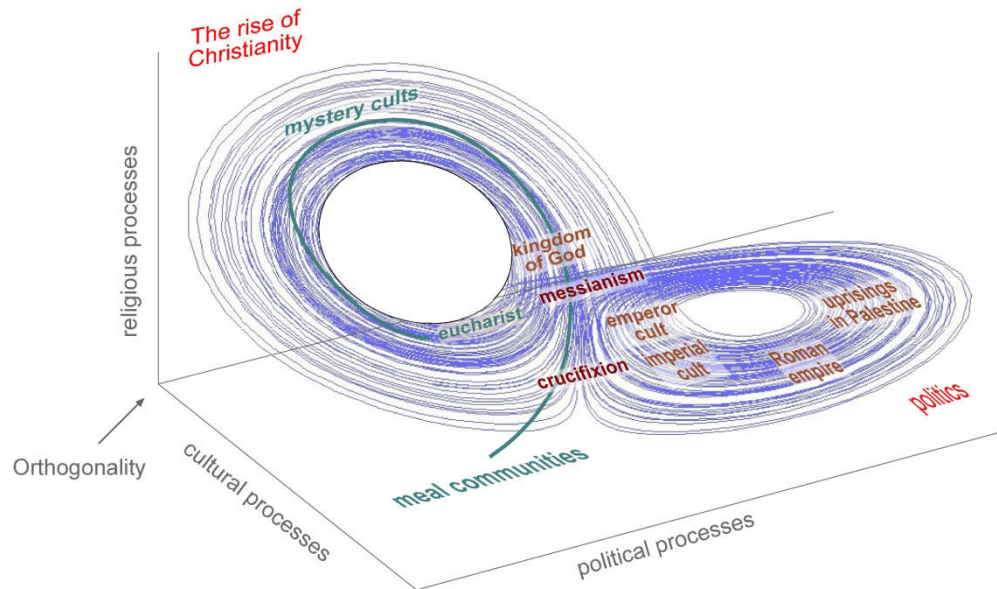 The rise of
Christianity
mystery cults
religious processes
kingdom
of God
messianism
eucharist
emperor
cult
uprisings
in Palestine
imperial
cult
Roman
empire
crucifixion
politics
Orthogonality
cultural processes
meal communities
political processes